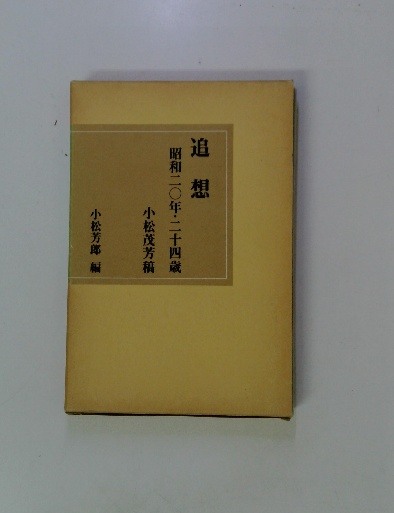 追想
昭和二〇年・二十四歳
小松茂芳稿
小松芳郎 編